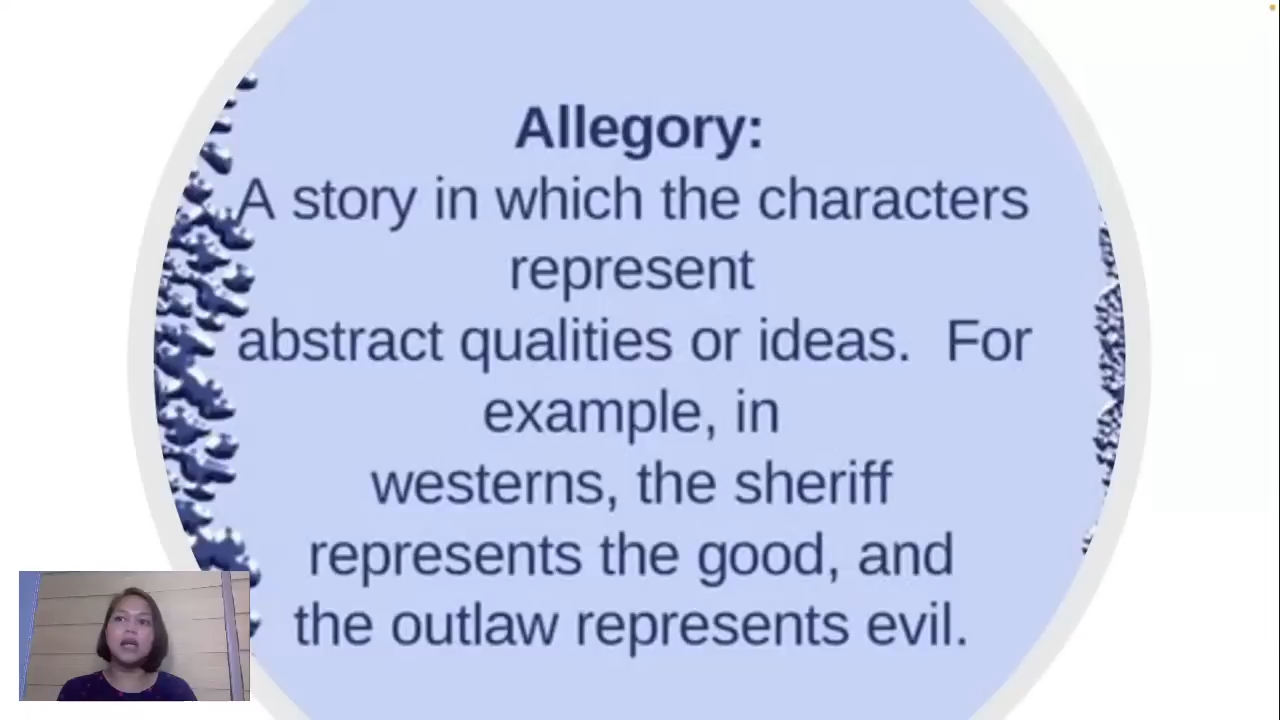 Allegory:
A story in which the characters
represent
abstract qualities or ideas.  For
example, in
westerns, the sheriff
represents the good, and
the outlaw represents evil.